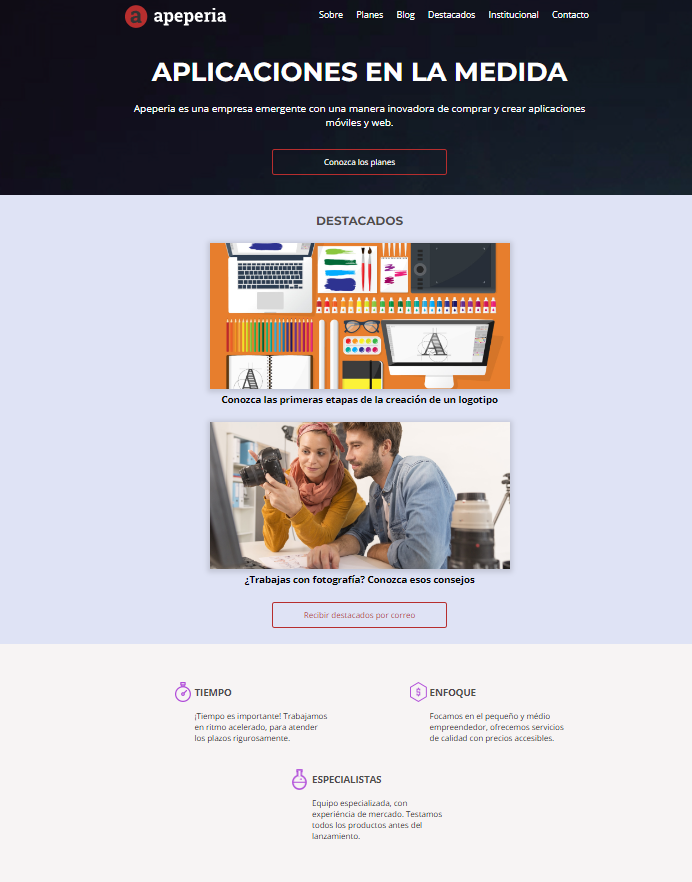 a apeperia
Sobre Planes Blog Destacados Institucional Contacto
APLICACIONES EN LA MEDIDA
Apeperia es una empresa emergente con una manera inovadora de comprar y crear aplicaciones
móviles y web.
Conozca los planes
DESTACADOS
A
A
Conozca las primeras etapas de la creación de un logotipo
¿Trabajas con fotografía? Conozca esos consejos
Recibir destacados por correo
TIEMPO
¡Tiempo es importante! Trabajamos
en ritmo acelerado, para atender
los plazos rigurosamente.
$ ENFOQUE
Focamos en el pequeño y médio
empreendedor, ofrecemos servicios
de calidad con precios accesibles.
ESPECIALISTAS
Equipo especializada, con
experiéncia de mercado. Testamos
todos los productos antes del
lanzamiento.